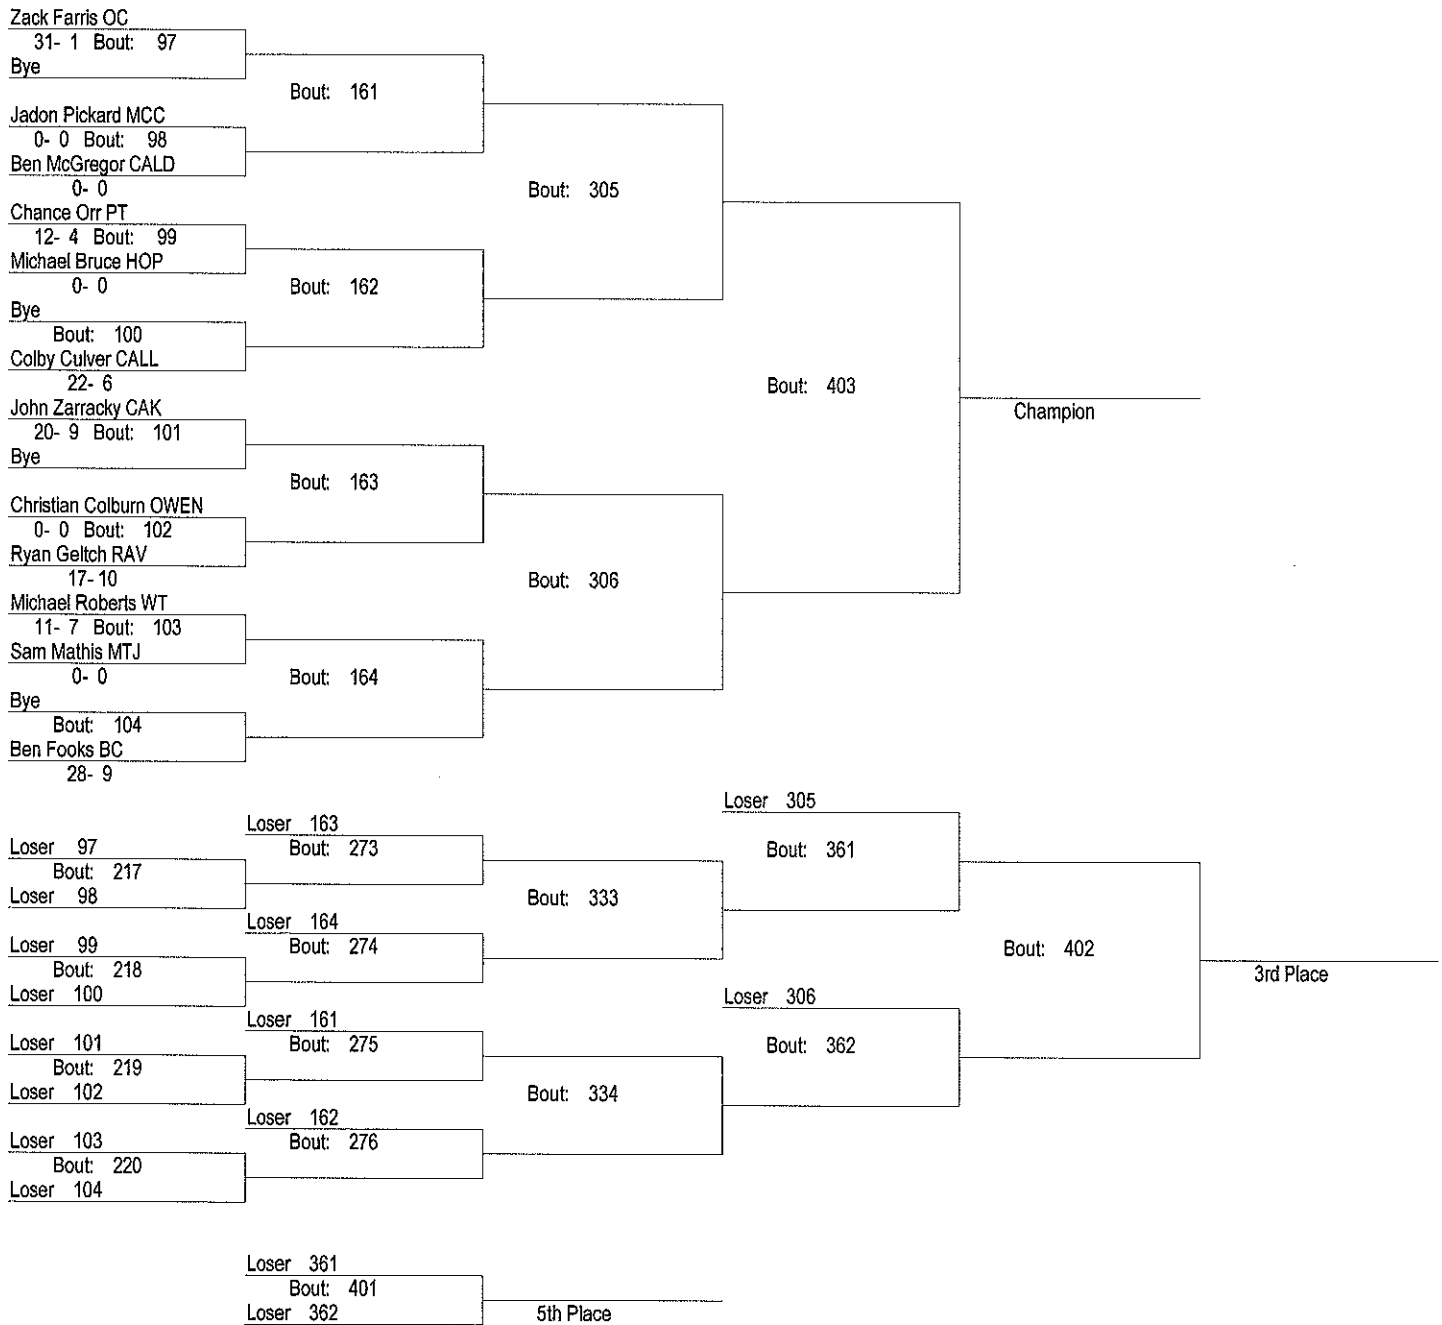 Zack Farris OC
31- 1 Bout: 97
Bye
Bout: 161
Jadon Pickard MCC
0- 0 Bout: 98
Ben McGregor CALD
0- 0
Bout: 305
Chance Orr PT
12- 4 Bout: 99
Michael Bruce HOP
0- 0
Bout: 162
Bye
Bout: 100
Colby Culver CALL
22- 6
Bout: 403
John Zarracky CAK
20- 9 Bout: 101
Champion
Bye
Bout: 163
Christian Colburn OWEN
0- 0 Bout: 102
Ryan Geltch RAV
17- 10
Bout: 306
Michael Roberts WT
11- 7 Bout: 103
Sam Mathis MTJ
0- 0
Bout: 164
Bye
Bout: 104
Ben Fooks BC
28- 9
Loser 305
Loser 163
Loser 97
Bout: 273
Bout: 361
Bout: 217
Loser 98
Bout: 333
Loser 164
Loser 99
Bout: 274
Bout: 402
Bout: 218
3rd Place
Loser 100
Loser 306
Loser 161
Loser 101
Bout: 275
Bout: 362
Bout: 219
Loser 102
Bout: 334
Loser 162
Loser 103
Bout: 276
Bout: 220
Loser 104
Loser 361
Bout: 401
Loser 362
5th Place